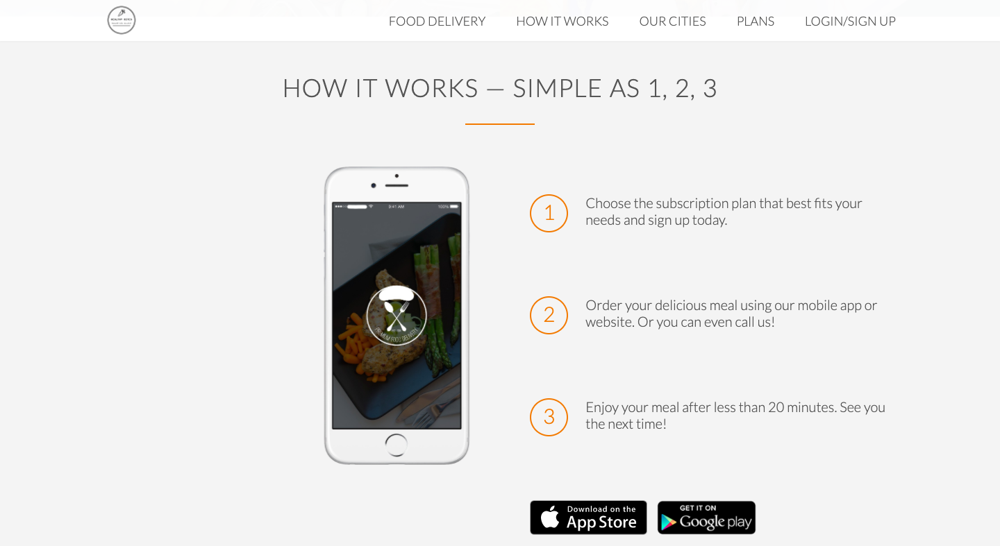 HEALTHY BITES
FOOD DELIVERY HOW IT WORKS OUR CITIES PLANS LOGIN/SIGN UP
HOW IT WORKS — SIMPLE AS 1, 2, 3
9:41 AM 100%
PREMIUM FOOD DELIVERY
1 Choose the subscription plan that best fits your
needs and sign up today.
2 Order your delicious meal using our mobile app or
website. Or you can even call us!
3 Enjoy your meal after less than 20 minutes. See you
the next time!
Download on the
App Store
GET IT ON
Google play